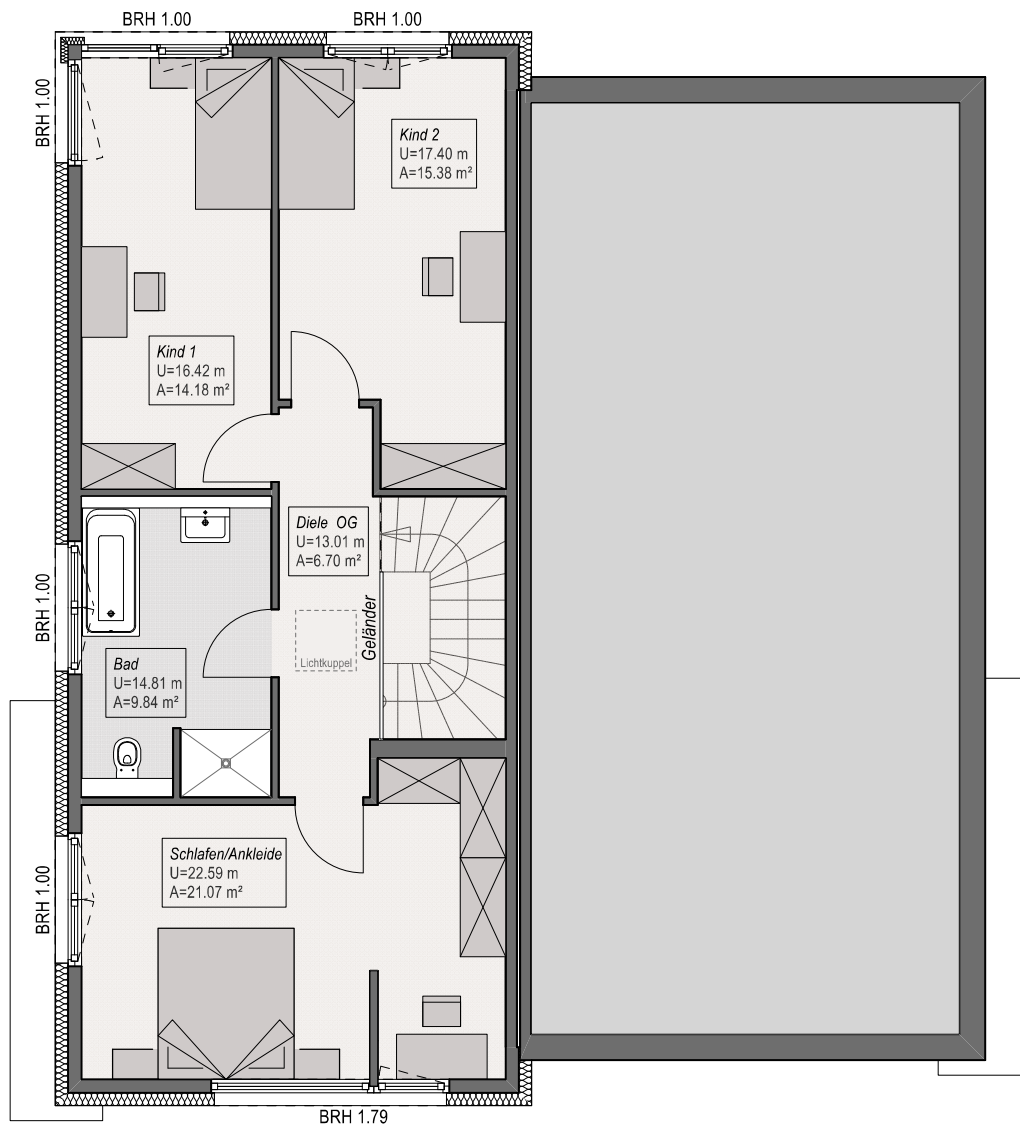 BRH 1.00
BRH 1.00
BRH 1.00
Kind 2
U=17.40 m
A=15.38 m²
Kind 1
U=16.42 m
A=14.18 m²
Diele OG
U=13.01 m
A=6.70 m²
BRH 1.00
Geländer
Lichtkuppel
Bad
U=14.81 m
A=9.84 m²
Schlafen/Ankleide
U=22.59 m
A=21.07 m²
BRH 1.00
BRH 1.79